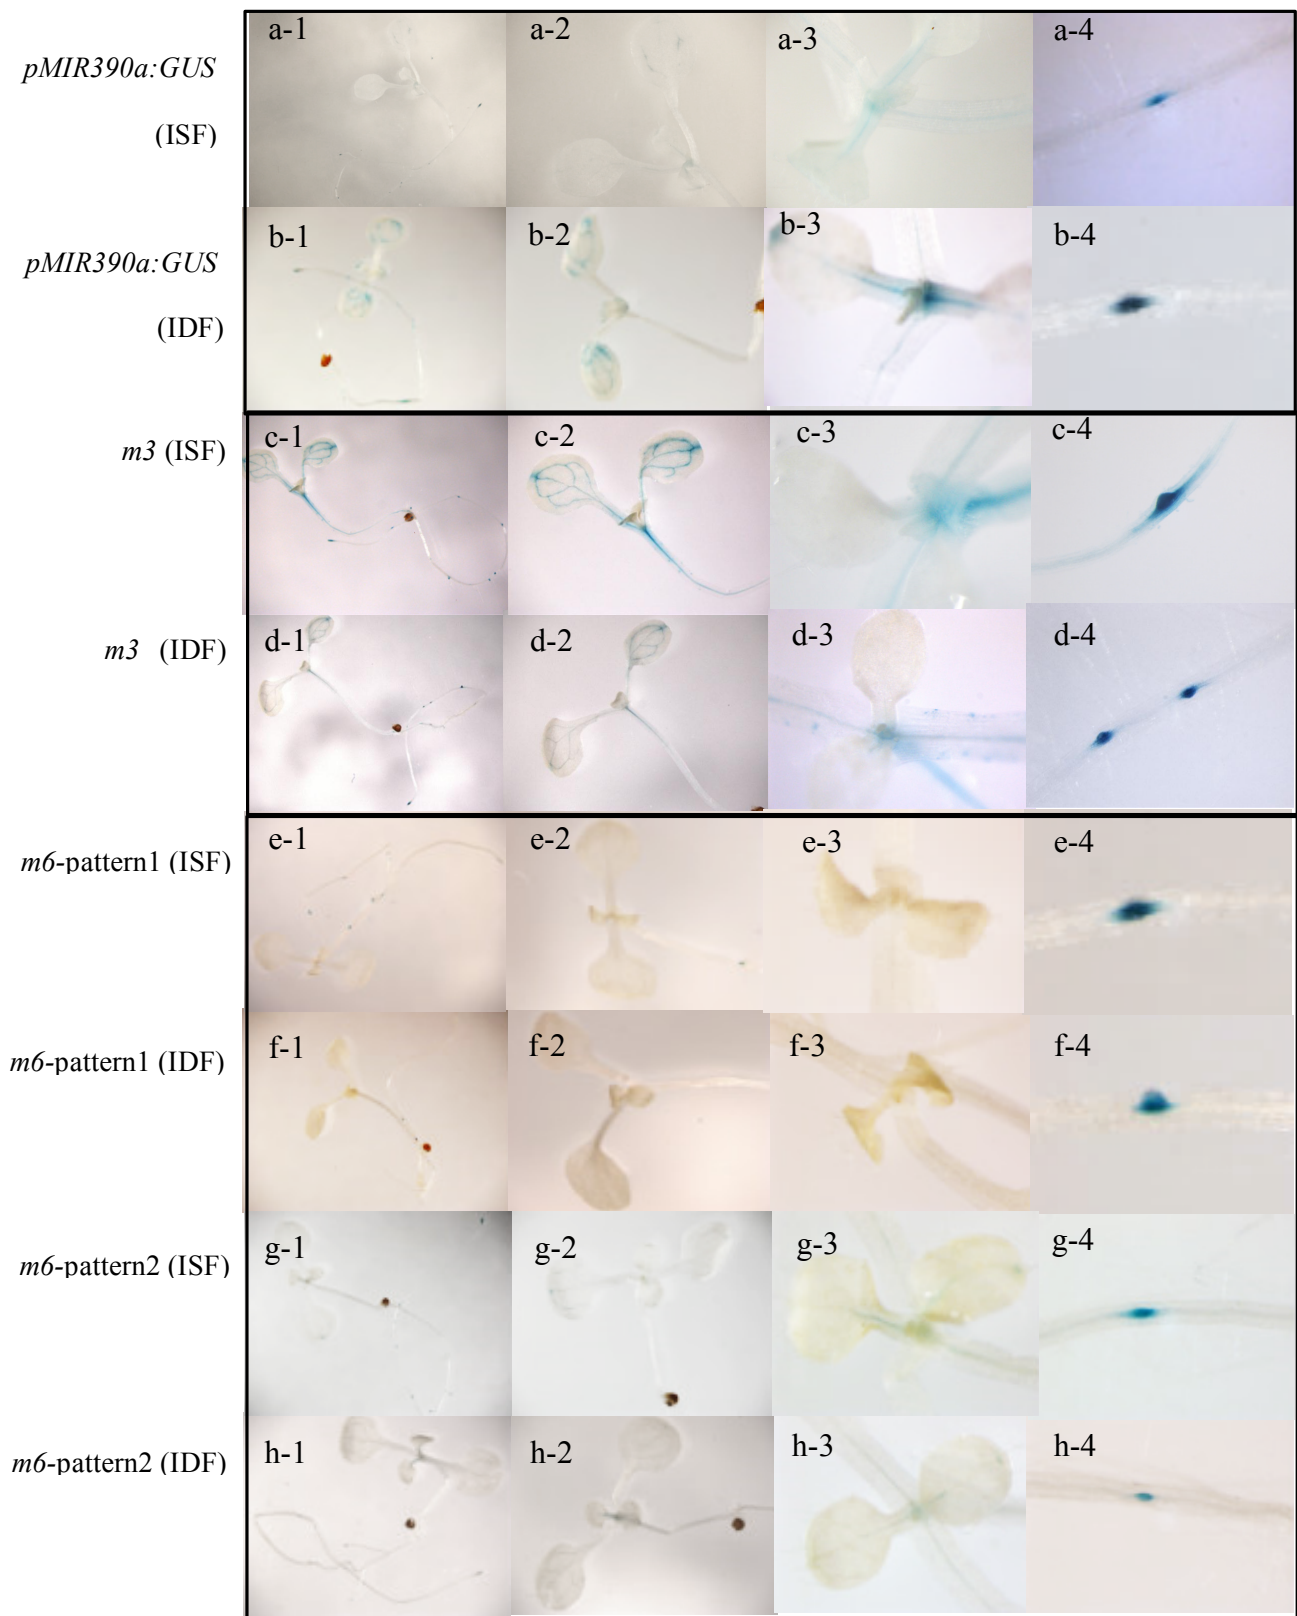 a-1 a-2 a-3 a-4
pMIR390a:GUS
(ISF)
b-1 b-2 b-3 b-4
pMIR390a:GUS
(IDF)
c-1 c-2 c-3 c-4
m3 (ISF)
d-1 d-2 d-3 d-4
m3 (IDF)
e-1 e-2 e-3 e-4
m6-pattern1 (ISF)
f-1 f-2 f-3 f-4
m6-pattern1 (IDF)
g-1 g-2 g-3 g-4
m6-pattern2 (ISF)
h-1 h-2 h-3 h-4
m6-pattern2 (IDF)